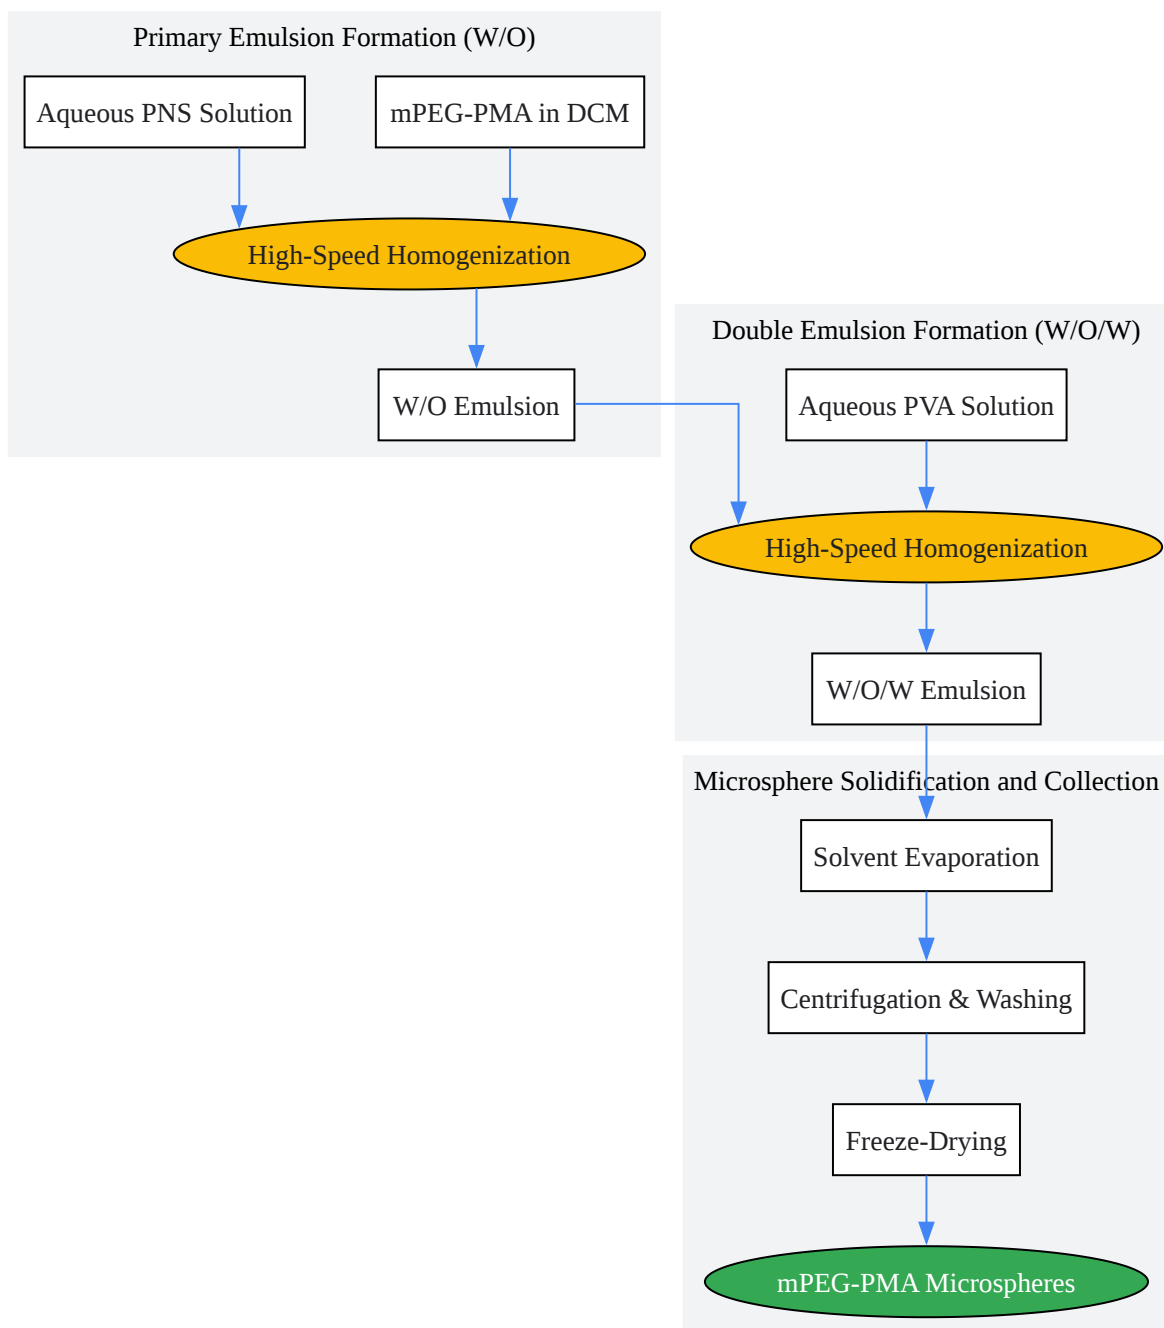 Primary Emulsion Formation (W/O)
Aqueous PNS Solution
mPEG-PMA in DCM
High-Speed Homogenization
W/O Emulsion
Double Emulsion Formation (W/O/W)
Aqueous PVA Solution
High-Speed Homogenization
W/O/W Emulsion
Microsphere Solidification and Collection
Solvent Evaporation
Centrifugation & Washing
Freeze-Drying
mPEG-PMA Microspheres